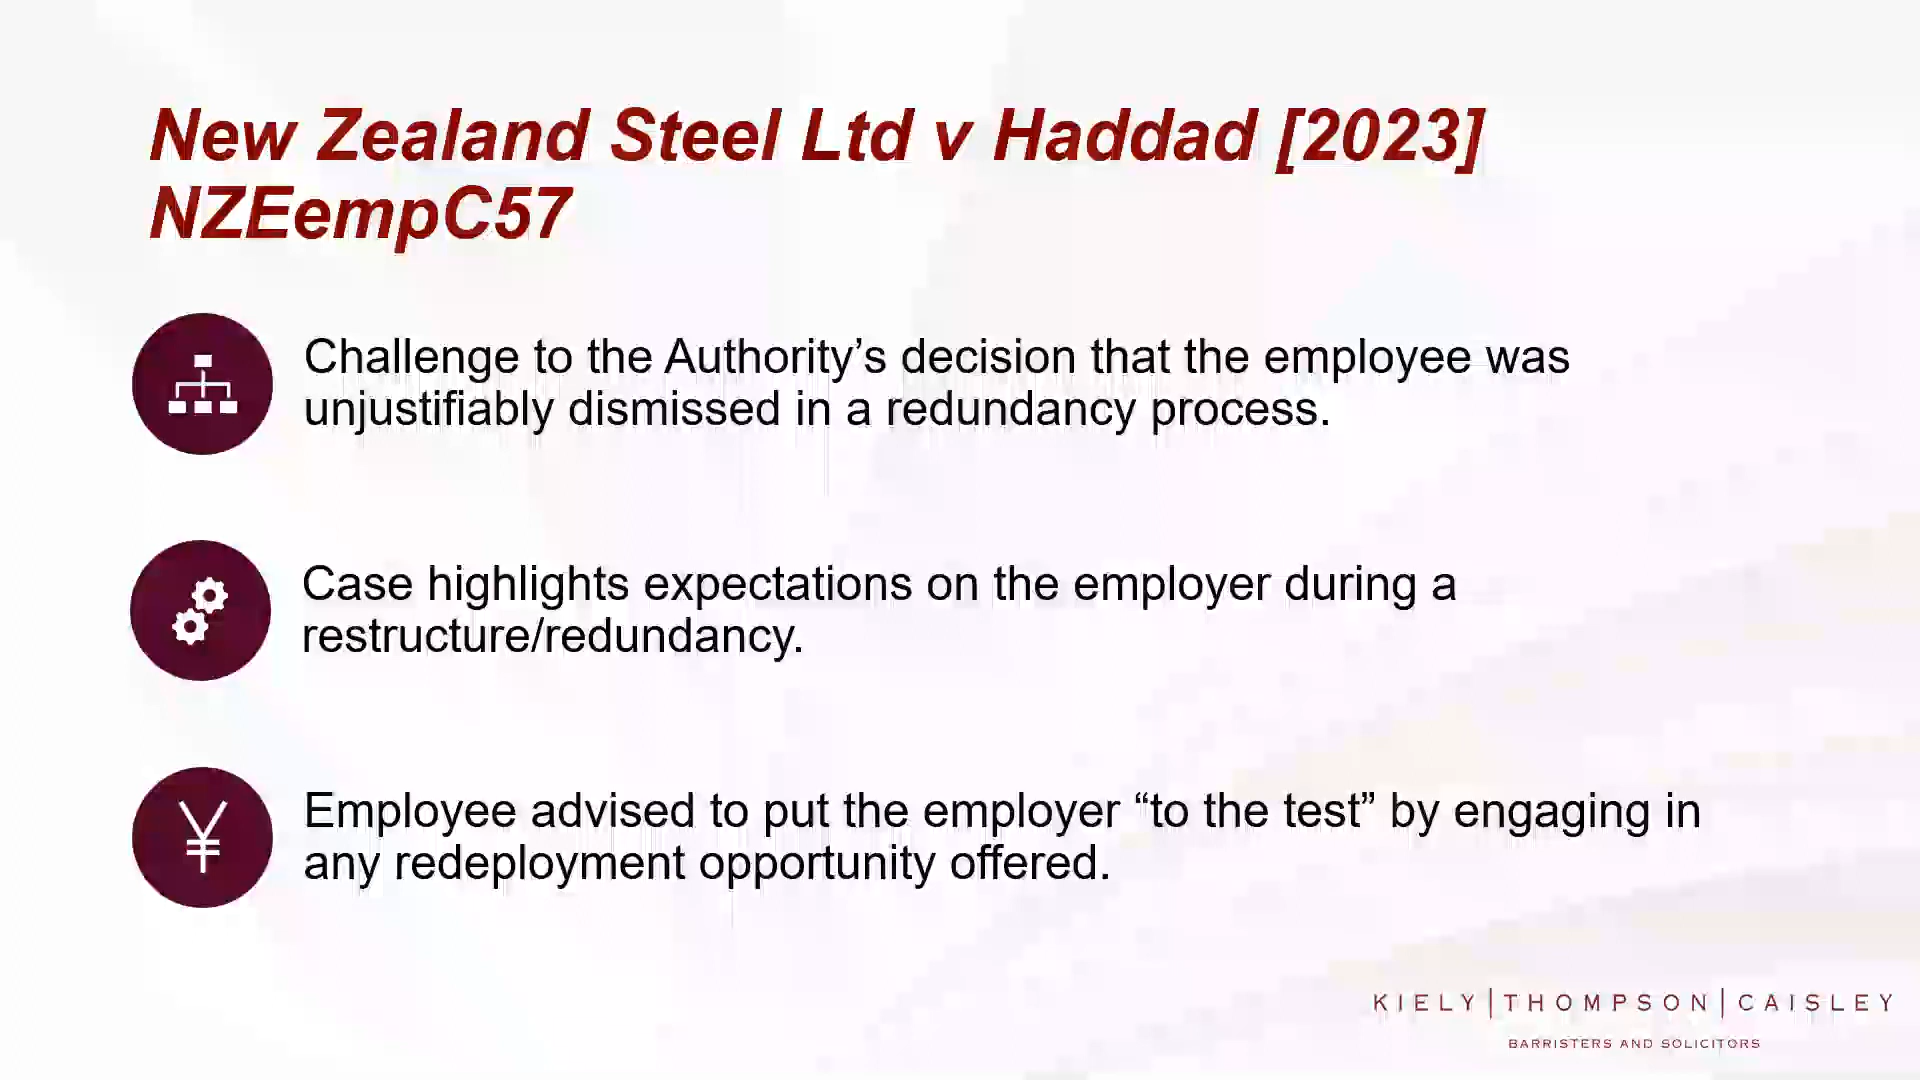 New Zealand Steel Ltd v Haddad [2023]
NZEempC57
Challenge to the Authority’s decision that the employee was
unjustifiably dismissed in a redundancy process.
Case highlights expectations on the employer during a
restructure/redundancy.
¥
Employee advised to put the employer “to the test” by engaging in
any redeployment opportunity offered.
KIELY|THOMPSON|CAISLEY
BARRISTERS AND SOLICITORS